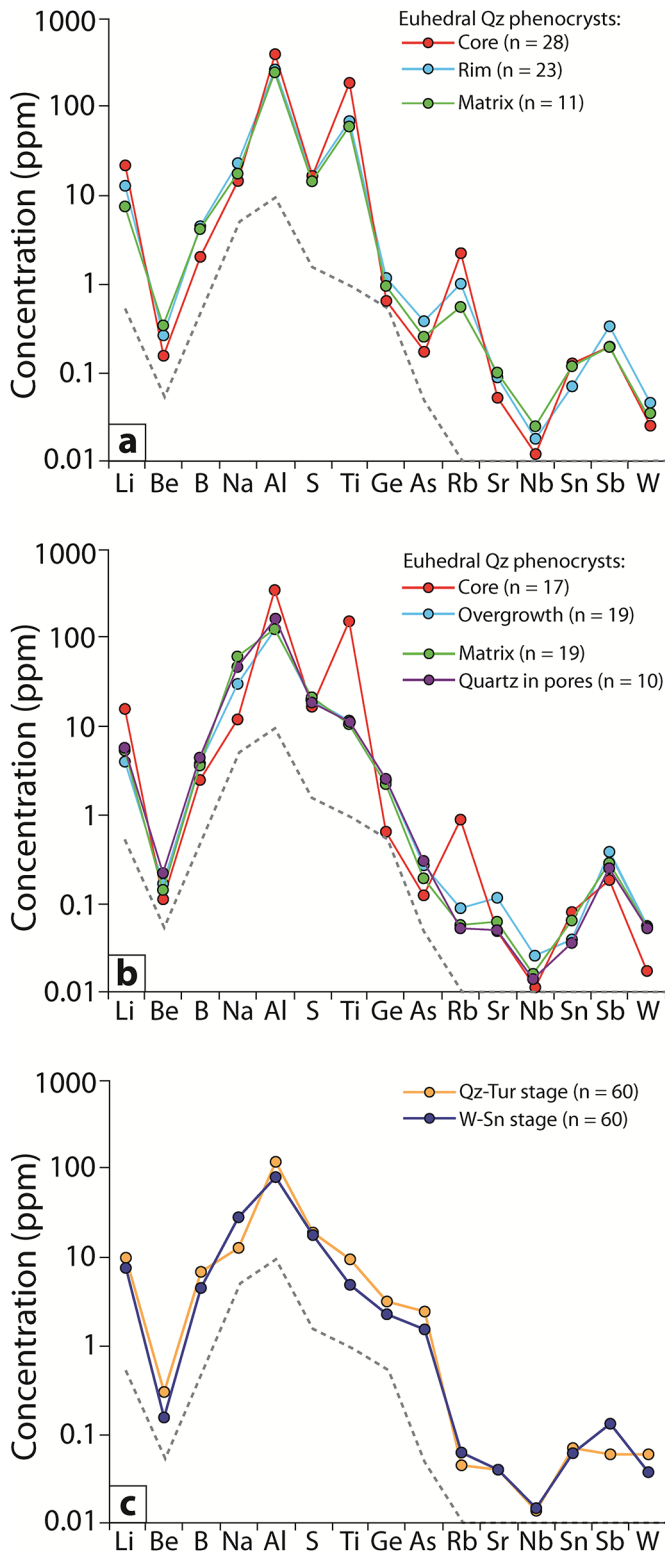 Euhedral Qz phenocrysts:
Core (n = 28)
Rim (n = 23)
Matrix (n = 11)
Concentration (ppm)
1000
100
10
1
0.1
0.01
a
Li Be B Na Al S Ti Ge As Rb Sr Nb Sn Sb W
Euhedral Qz phenocrysts:
Core (n = 17)
Overgrowth (n = 19)
Matrix (n = 19)
Quartz in pores (n = 10)
Concentration (ppm)
1000
100
10
1
0.1
0.01
b
Li Be B Na Al S Ti Ge As Rb Sr Nb Sn Sb W
Qz-Tur stage (n = 60)
W-Sn stage (n = 60)
Concentration (ppm)
1000
100
10
1
0.1
0.01
c
Li Be B Na Al S Ti Ge As Rb Sr Nb Sn Sb W